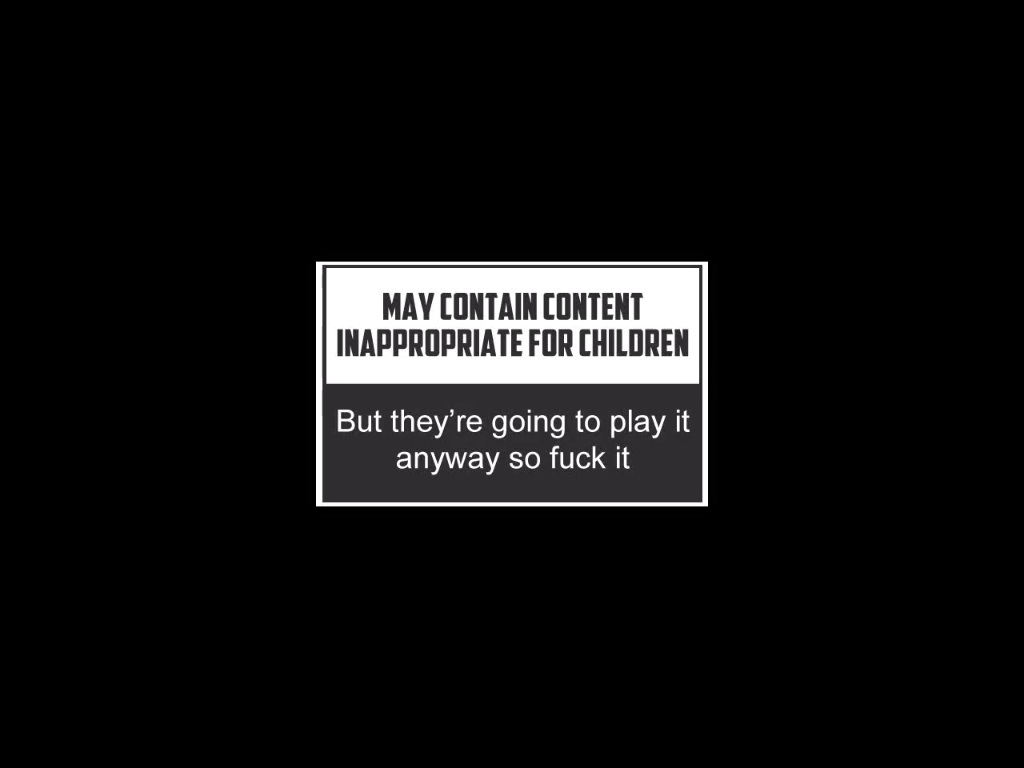 MAY CONTAIN CONTENT
INAPPROPRIATE FOR CHILDREN
But they’re going to play it
anyway so fuck it